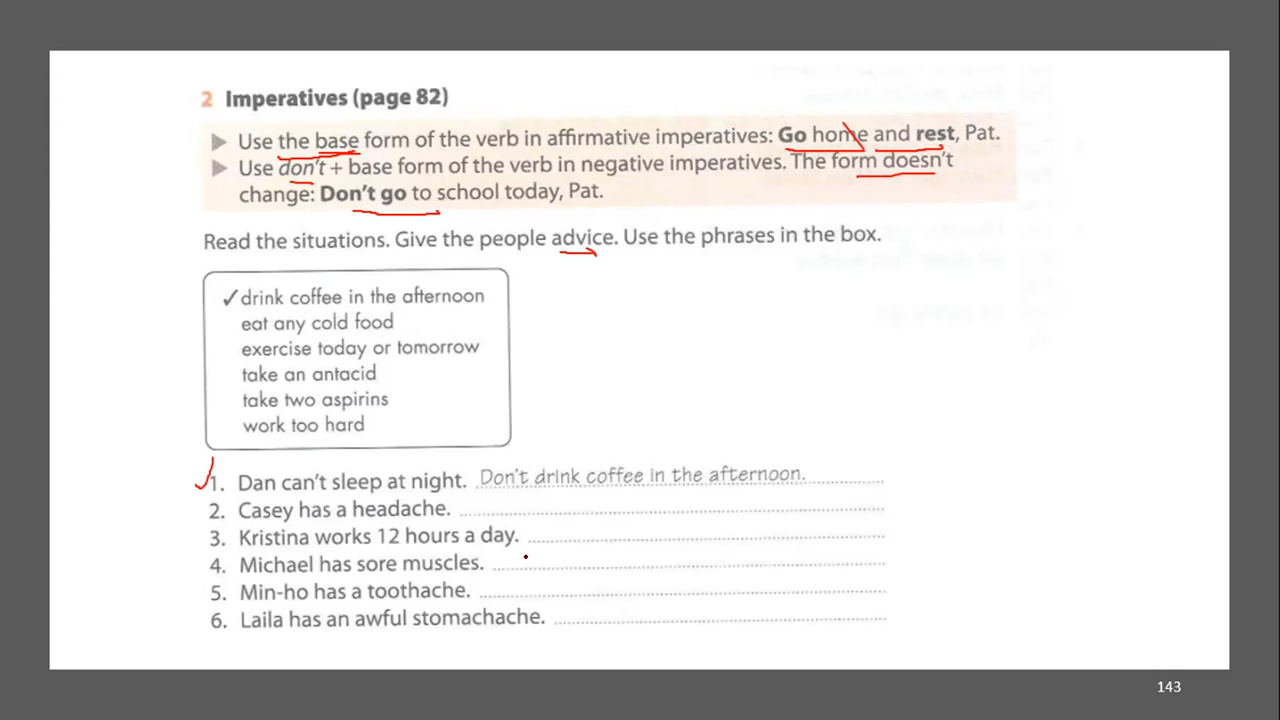 2 Imperatives (page 82)
▶ Use the base form of the verb in affirmative imperatives: Go home and rest, Pat.
▶ Use don't + base form of the verb in negative imperatives. The form doesn't
change: Don't go to school today, Pat.
Read the situations. Give the people advice. Use the phrases in the box.
✓drink coffee in the afternoon
eat any cold food
exercise today or tomorrow
take an antacid
take two aspirins
work too hard
1. Dan can't sleep at night. Don't drink coffee in the afternoon.
2. Casey has a headache.
3. Kristina works 12 hours a day.
4. Michael has sore muscles.
5. Min-ho has a toothache.
6. Laila has an awful stomachache.
143